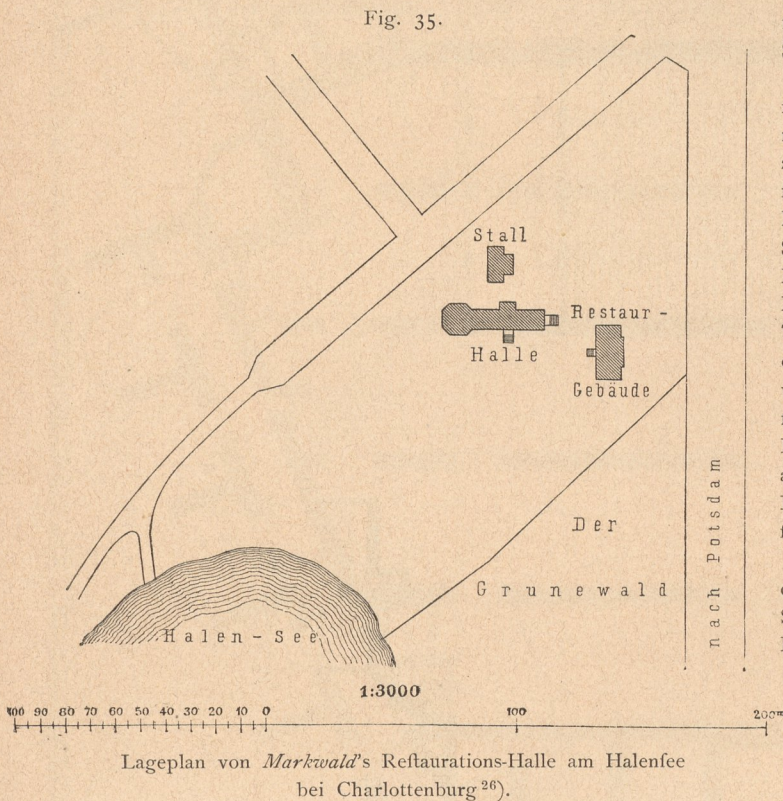 Fig. 35.
Stall
Restaur-
Halle
Gebäude
Der
Grunewald
nach Potsdam
Halen-See
1:3000
100 90 80 70 60 50 40 30 20 10 0 100 200m
Lageplan von Markwald's Reſtaurations-Halle am Halenſee
bei Charlottenburg 26).